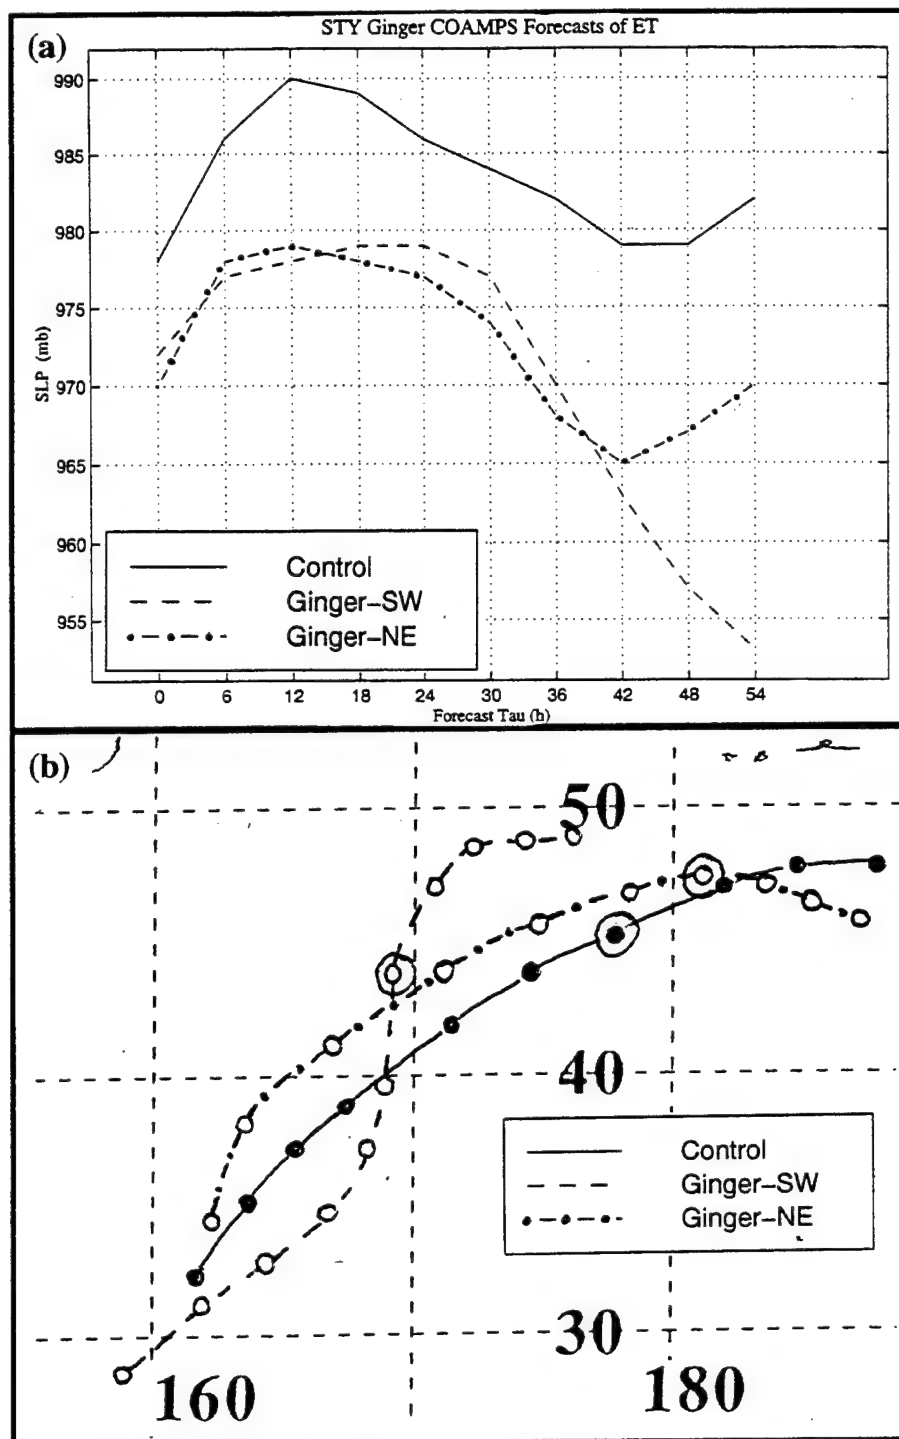 STY Ginger COAMPS Forecasts of ET
(a)
990
985
980
975
970
965
960
955
SLP (mb)
Control
Ginger-SW
Ginger-NE
0 6 12 18 24 30 36 42 48 54
Forecast Tau (h)
(b)
50
40
Control
Ginger-SW
Ginger-NE
30
160 180